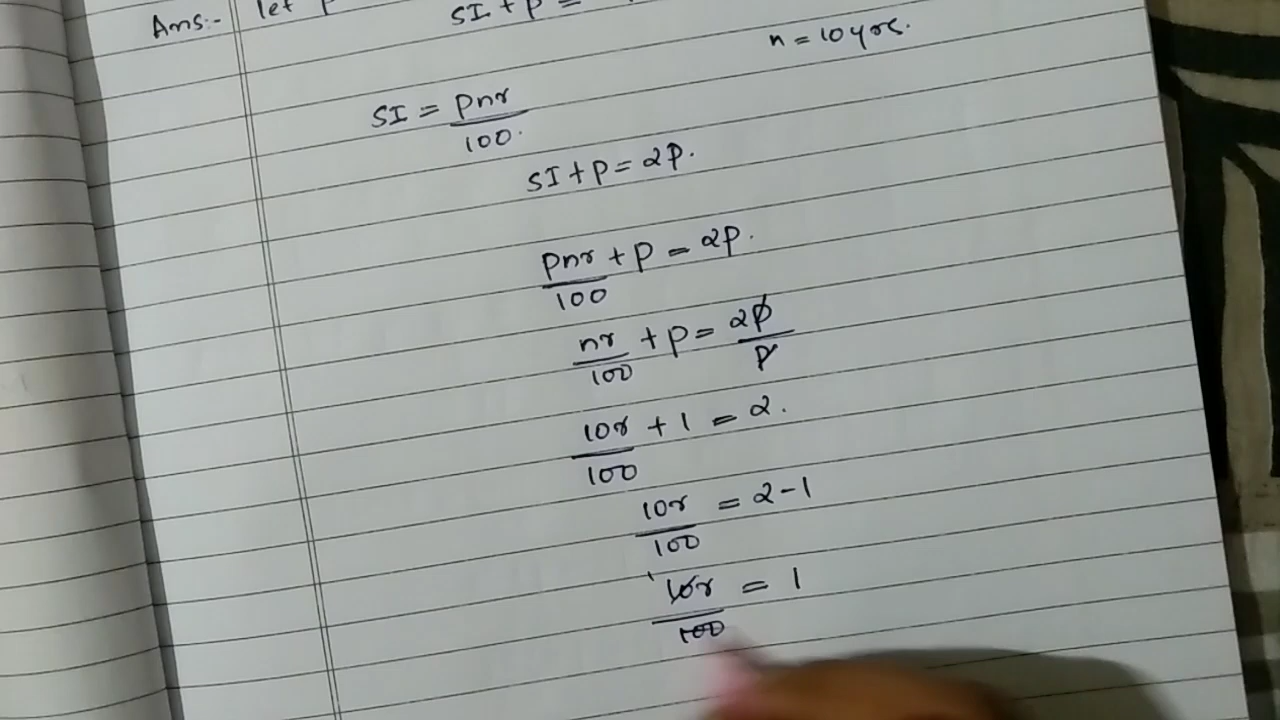 Ans:- let P
SI + P =
n = 10 yrs.
SI = Pnr/100.
SI + P = 2P.
Pnr/100 + P = 2P.
nr/100 + P = 2P/P
10r/100 + 1 = 2.
10r/100 = 2-1
10r/100 = 1